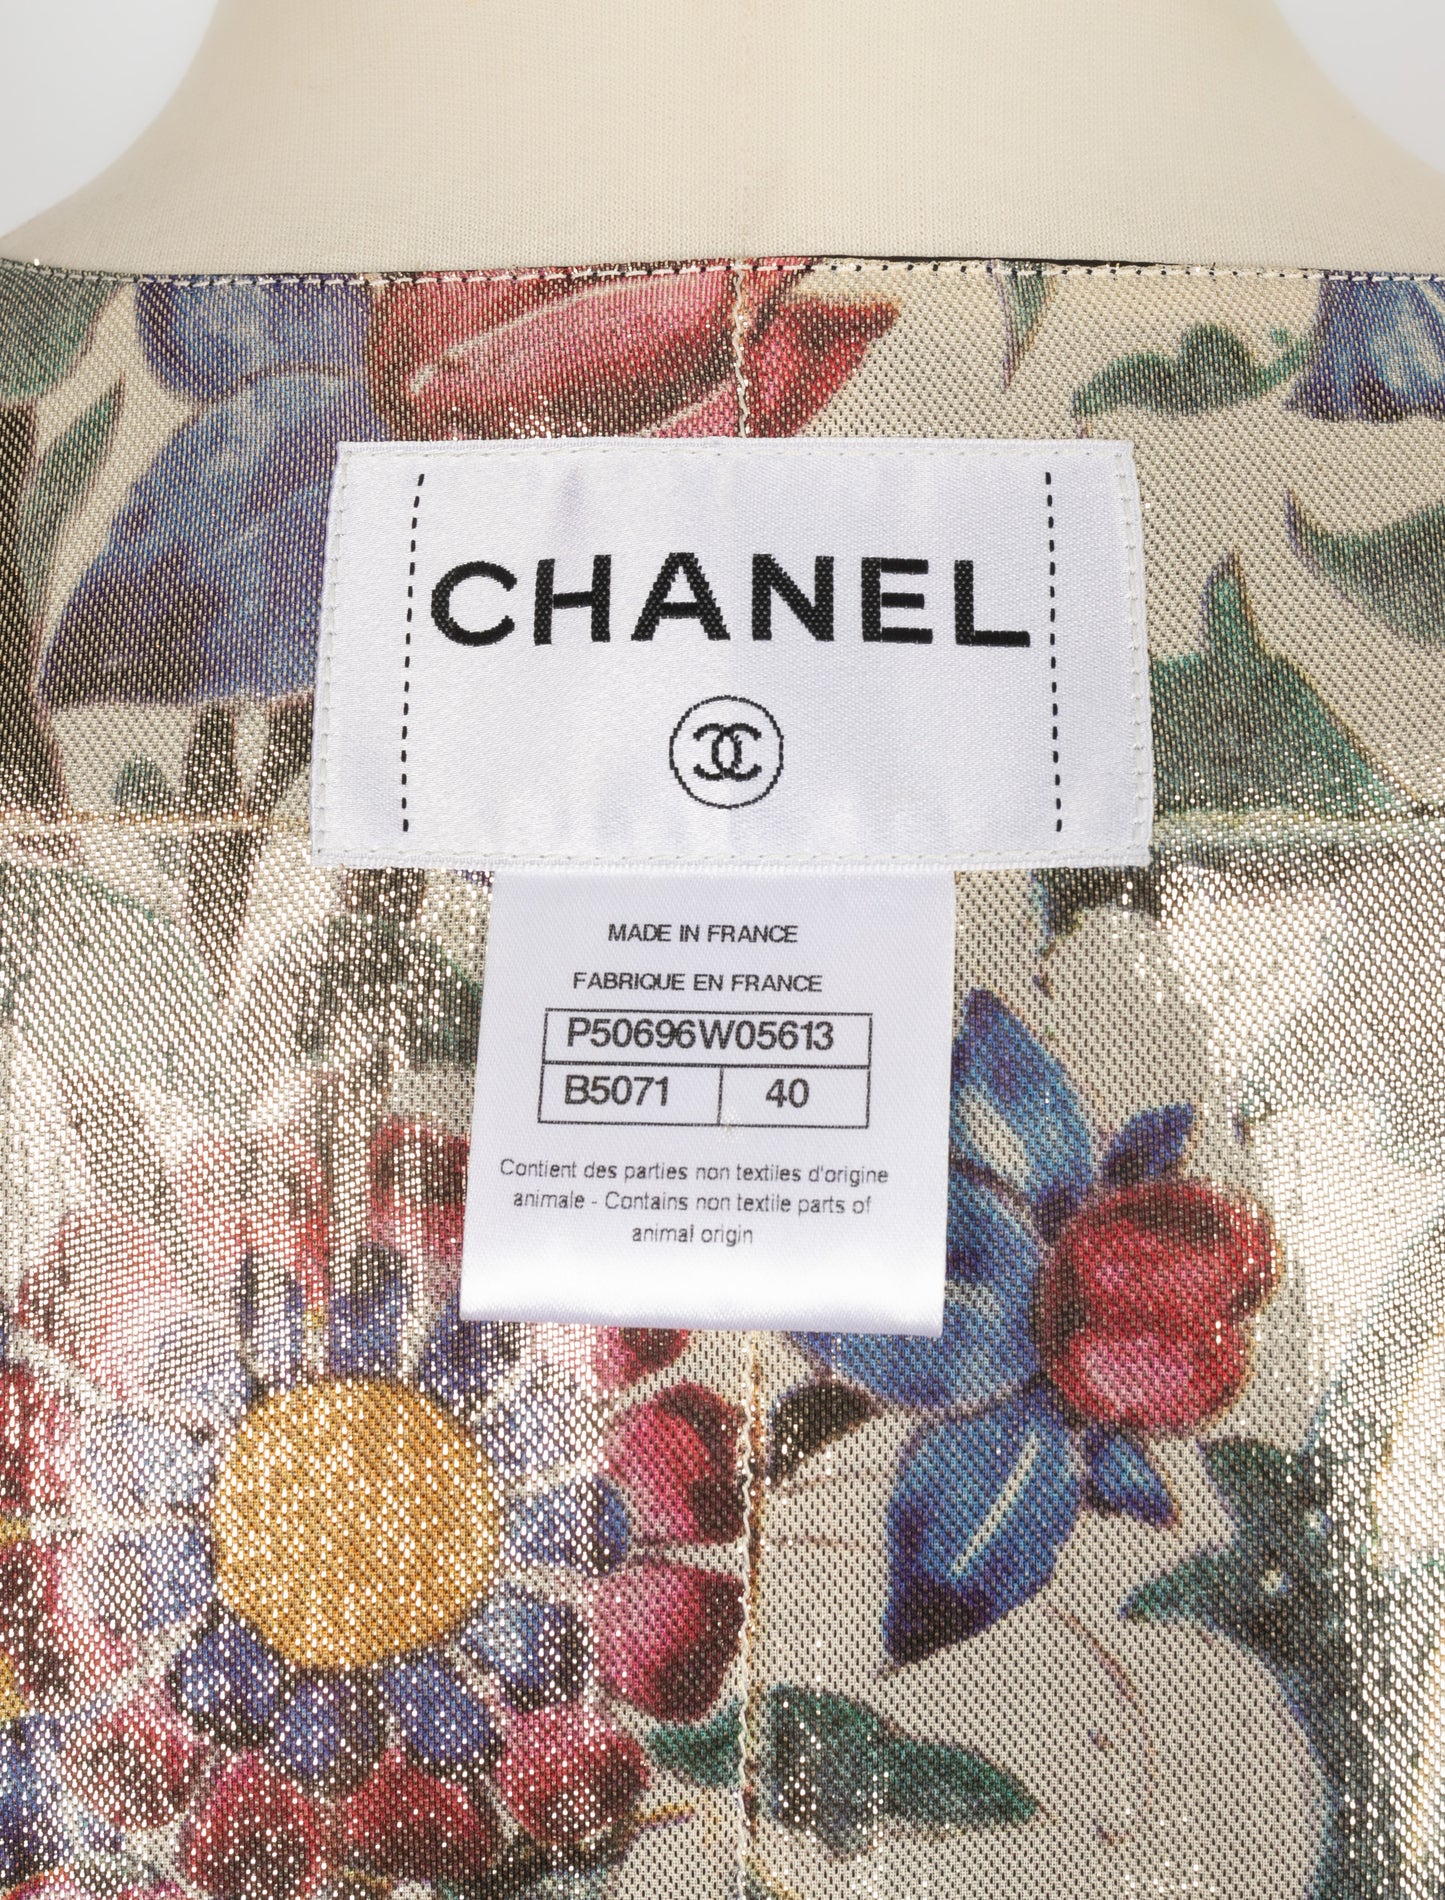 CHANEL
MADE IN FRANCE
FABRIQUE EN FRANCE
P50696W05613
B5071 40
Contient des parties non textiles d'origine
animale - Contains non textile parts of
animal origin